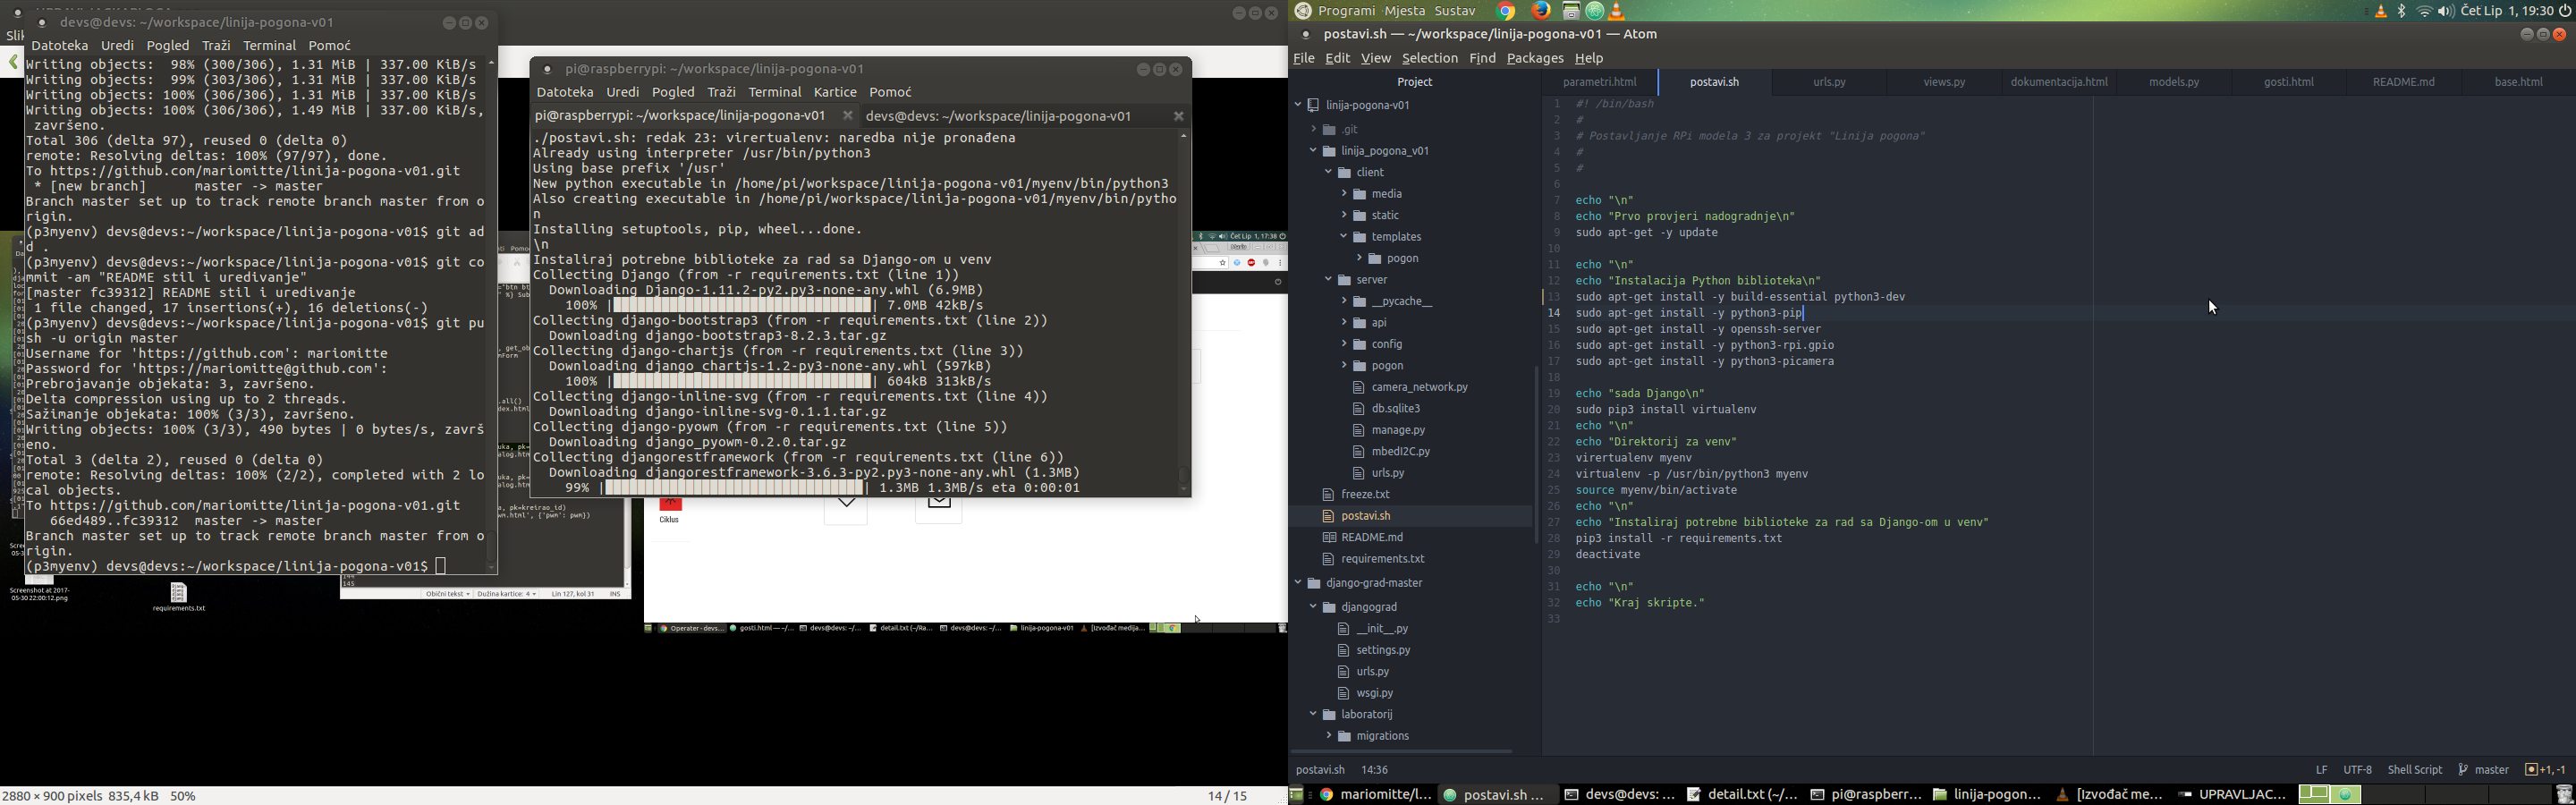 devs@devs: ~/workspace/linija-pogona-v01
Datoteka Uredi Pogled Traži Terminal Pomoć
Writing objects:  98% (300/306), 1.31 MiB | 337.00 KiB/s
Writing objects:  99% (303/306), 1.31 MiB | 337.00 KiB/s
Writing objects: 100% (306/306), 1.31 MiB | 337.00 KiB/s
Writing objects: 100% (306/306), 1.49 MiB | 337.00 KiB/s,
 završeno.
Total 306 (delta 97), reused 0 (delta 0)
remote: Resolving deltas: 100% (97/97), done.
To https://github.com/mariomitte/linija-pogona-v01.git
 * [new branch]      master -> master
Branch master set up to track remote branch master from o
rigin.
(p3myenv) devs@devs:~/workspace/linija-pogona-v01$ git ad
d .
(p3myenv) devs@devs:~/workspace/linija-pogona-v01$ git co
mmit -am "README stil i uredivanje"
[master fc39312] README stil i uredivanje
 1 file changed, 17 insertions(+), 16 deletions(-)
(p3myenv) devs@devs:~/workspace/linija-pogona-v01$ git pu
sh -u origin master
Username for 'https://github.com': mariomitte
Password for 'https://mariomitte@github.com':
Prebrojavanje objekata: 3, završeno.
Delta compression using up to 2 threads.
Sažimanje objekata: 100% (3/3), završeno.
Writing objects: 100% (3/3), 490 bytes | 0 bytes/s, završ
eno.
Total 3 (delta 2), reused 0 (delta 0)
remote: Resolving deltas: 100% (2/2), completed with 2 lo
cal objects.
To https://github.com/mariomitte/linija-pogona-v01.git
   66ed489..fc39312  master -> master
Branch master set up to track remote branch master from o
rigin.
(p3myenv) devs@devs:~/workspace/linija-pogona-v01$
Screenshot at 2017-
05-30 22:00:12.png
requirements.txt
144
145
Obični tekst Dužina kartice: 4 Lin 127, kol 31 INS
2880 × 900 pixels 835,4 kB 50%
14 / 15
pi@raspberrypi: ~/workspace/linija-pogona-v01
Datoteka Uredi Pogled Traži Terminal Kartice Pomoć
pi@raspberrypi: ~/workspace/linija-pogona-v01
devs@devs: ~/workspace/linija-pogona-v01
./postavi.sh: redak 23: virertualenv: naredba nije pronađena
Already using interpreter /usr/bin/python3
Using base prefix '/usr'
New python executable in /home/pi/workspace/linija-pogona-v01/myenv/bin/python3
Also creating executable in /home/pi/workspace/linija-pogona-v01/myenv/bin/pytho
n
Installing setuptools, pip, wheel...done.
\n
Instaliraj potrebne biblioteke za rad sa Django-om u venv
Collecting Django (from -r requirements.txt (line 1))
  Downloading Django-1.11.2-py2.py3-none-any.whl (6.9MB)
    100% | | 7.0MB 42kB/s
Collecting django-bootstrap3 (from -r requirements.txt (line 2))
  Downloading django-bootstrap3-8.2.3.tar.gz
Collecting django-chartjs (from -r requirements.txt (line 3))
  Downloading django_chartjs-1.2-py3-none-any.whl (597kB)
    100% | | 604kB 313kB/s
Collecting django-inline-svg (from -r requirements.txt (line 4))
  Downloading django-inline-svg-0.1.1.tar.gz
Collecting django-pyowm (from -r requirements.txt (line 5))
  Downloading django_pyowm-0.2.0.tar.gz
Collecting djangorestframework (from -r requirements.txt (line 6))
  Downloading djangorestframework-3.6.3-py2.py3-none-any.whl (1.3MB)
    99% | | 1.3MB 1.3MB/s eta 0:00:01
Ciklus
Programi Mjesta Sustav
Čet Lip  1, 19:30
postavi.sh — ~/workspace/linija-pogona-v01 — Atom
File Edit View Selection Find Packages Help
Project
linija-pogona-v01
.git
linija_pogona_v01
client
media
static
templates
pogon
server
__pycache__
api
config
pogon
camera_network.py
db.sqlite3
manage.py
mbedI2C.py
urls.py
freeze.txt
postavi.sh
README.md
requirements.txt
django-grad-master
djangograd
__init__.py
settings.py
urls.py
wsgi.py
laboratorij
migrations
parametri.html postavi.sh urls.py views.py dokumentacija.html models.py gosti.html README.md base.html
1 #! /bin/bash
2 #
3 # Postavljanje RPi modela 3 za projekt "Linija pogona"
4 #
5 #
6
7 echo "\n"
8 echo "Prvo provjeri nadogradnje\n"
9 sudo apt-get -y update
10
11 echo "\n"
12 echo "Instalacija Python biblioteka\n"
13 sudo apt-get install -y build-essential python3-dev
14 sudo apt-get install -y python3-pip
15 sudo apt-get install -y openssh-server
16 sudo apt-get install -y python3-rpi.gpio
17 sudo apt-get install -y python3-picamera
18
19 echo "sada Django\n"
20 sudo pip3 install virtualenv
21 echo "\n"
22 echo "Direktorij za venv"
23 virertualenv myenv
24 virtualenv -p /usr/bin/python3 myenv
25 source myenv/bin/activate
26 echo "\n"
27 echo "Instaliraj potrebne biblioteke za rad sa Django-om u venv"
28 pip3 install -r requirements.txt
29 deactivate
30
31 echo "\n"
32 echo "Kraj skripte."
33
postavi.sh 14:36
LF UTF-8 Shell Script master +1, -1
mariomitte/l... postavi.sh ... devs@devs: ... detail.txt (~/... pi@raspberr... linija-pogon... [Izvođač me... UPRAVLJAC...